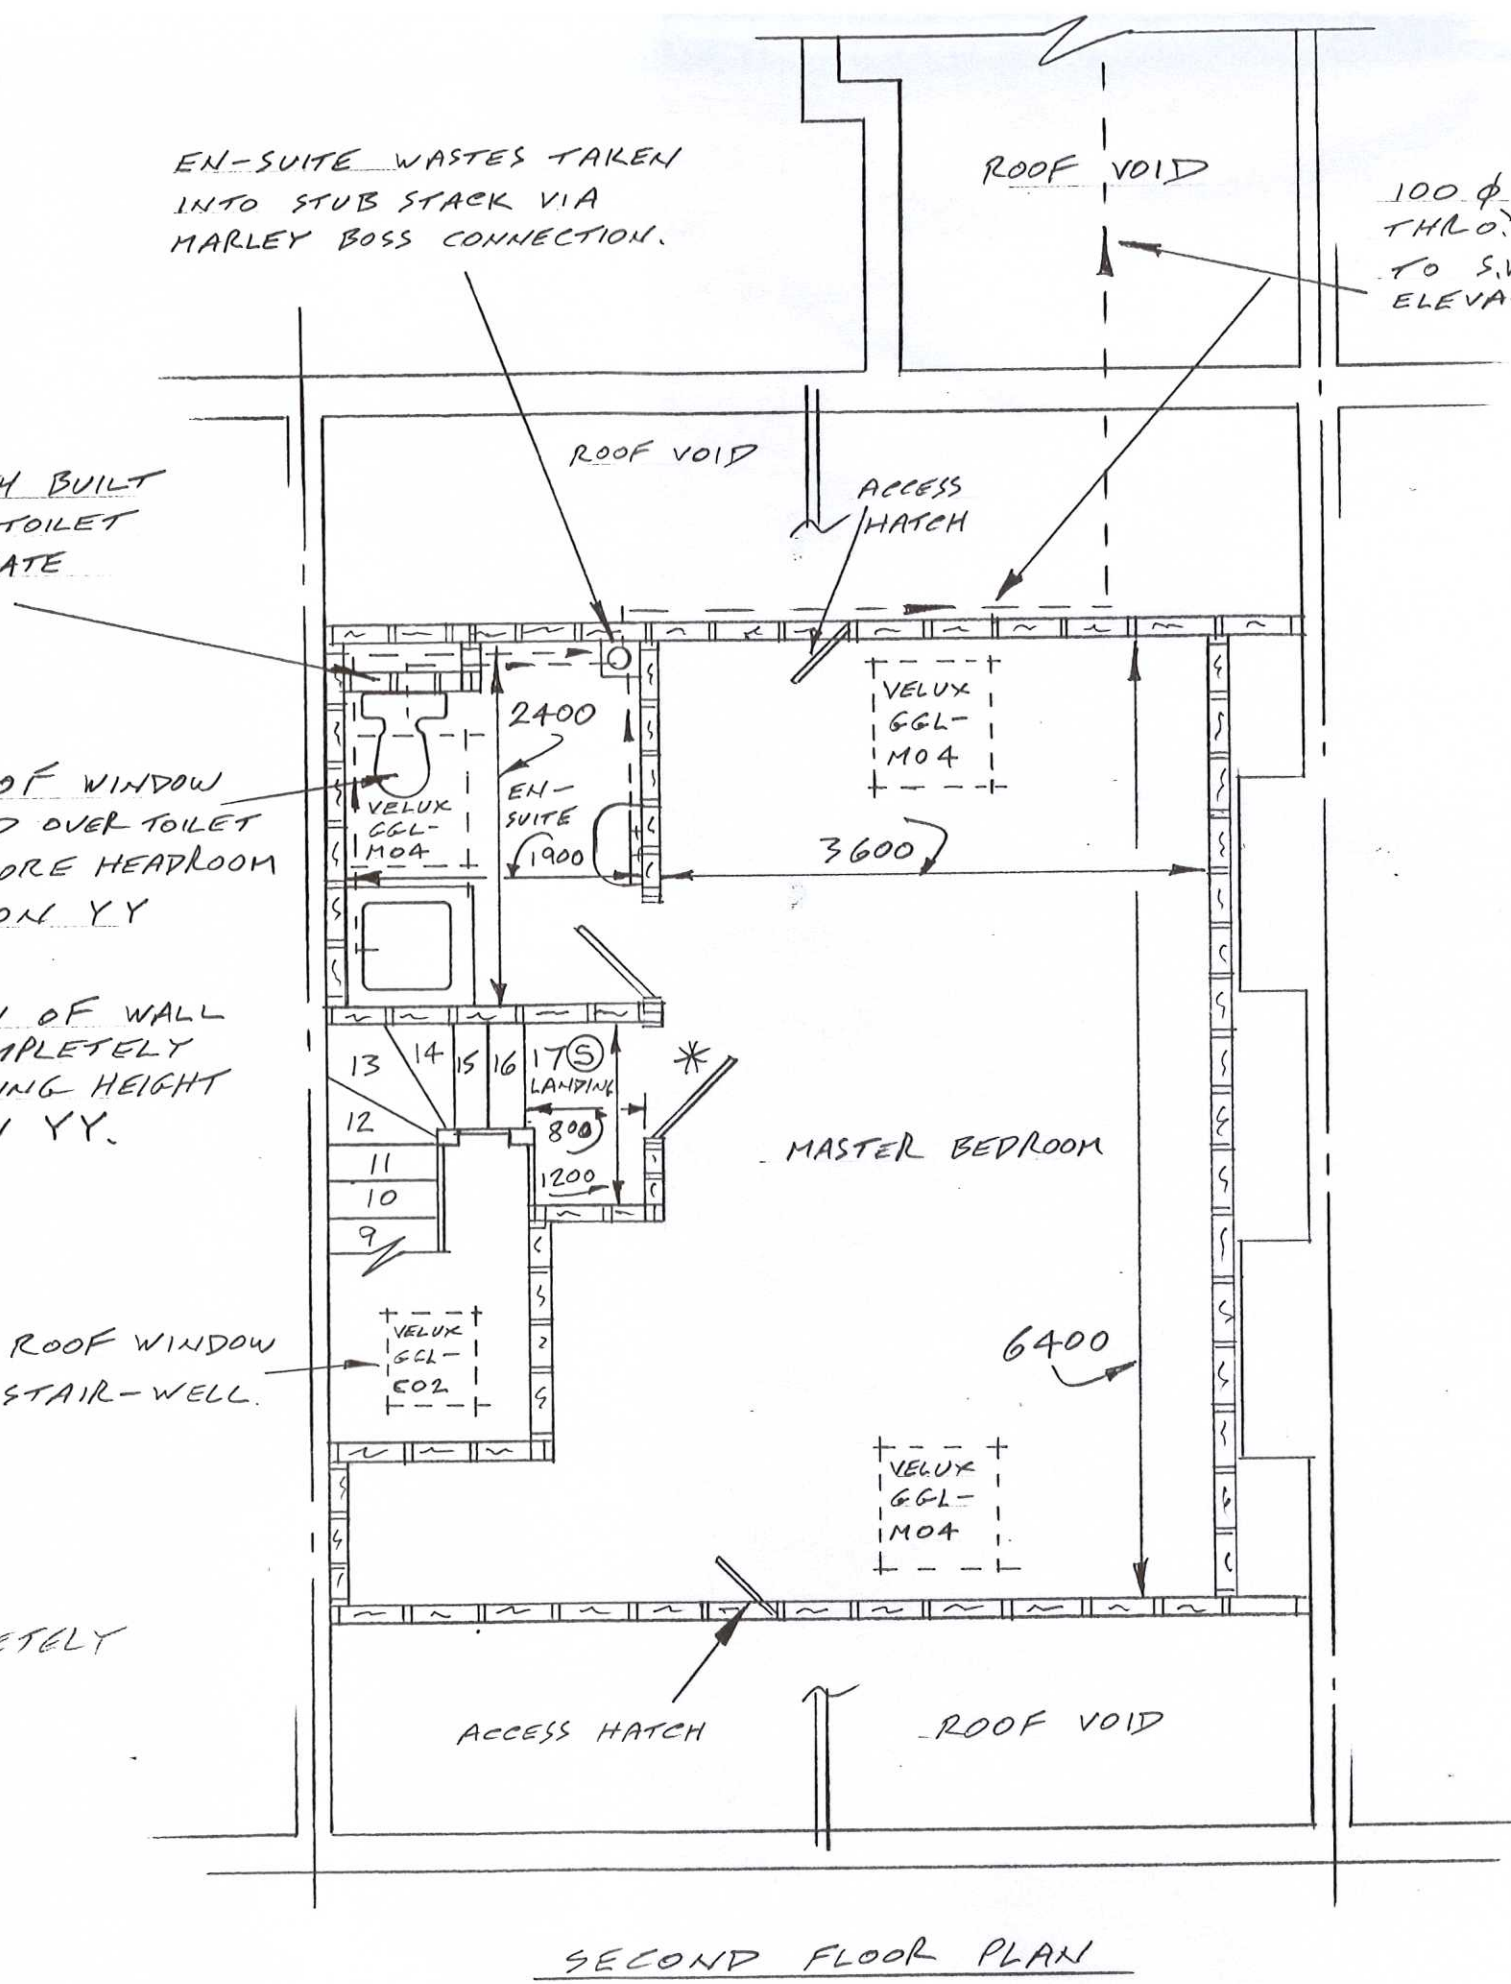 EN-SUITE WASTES TAKEN
INTO STUB STACK VIA
MARLEY BOSS CONNECTION.
ROOF VOID
100 φ
THRO'
TO S.V
ELEVA
ROOF VOID
ACCESS
HATCH
BUILT
TOILET
ATE
VELUX
GGL-
M04
2400
EN-
SUITE
1900
VELUX
GGL-
M04
3600
OF WINDOW
D OVER TOILET
ORE HEADROOM
ON YY
OF WALL
MPLETELY
ING HEIGHT
YY.
13
14
15
16
17 Ⓢ
LANDING
*
12
800
11
1200
10
9
MASTER BEDROOM
ROOF WINDOW
STAIR-WELL.
VELUX
GGL-
C02
6400
VELUX
GGL-
M04
ETELY
ACCESS HATCH
ROOF VOID
SECOND FLOOR PLAN